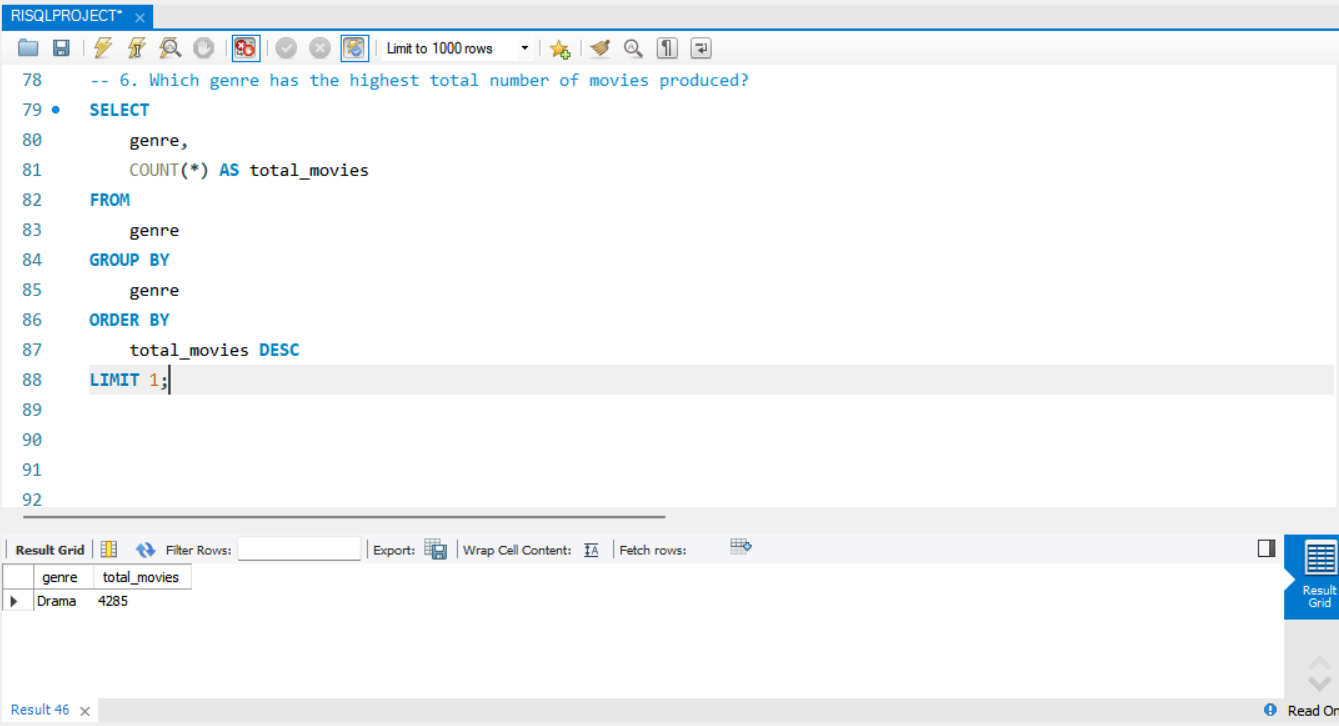 RISQLPROJECT* ×
Limit to 1000 rows
78 -- 6. Which genre has the highest total number of movies produced?
79 SELECT
80 genre,
81 COUNT(*) AS total_movies
82 FROM
83 genre
84 GROUP BY
85 genre
86 ORDER BY
87 total_movies DESC
88 LIMIT 1;
89
90
91
92
Result Grid Filter Rows: Export: Wrap Cell Content: IA Fetch rows:
genre total_movies
Drama 4285
Result
Grid
Result 46 × Read On